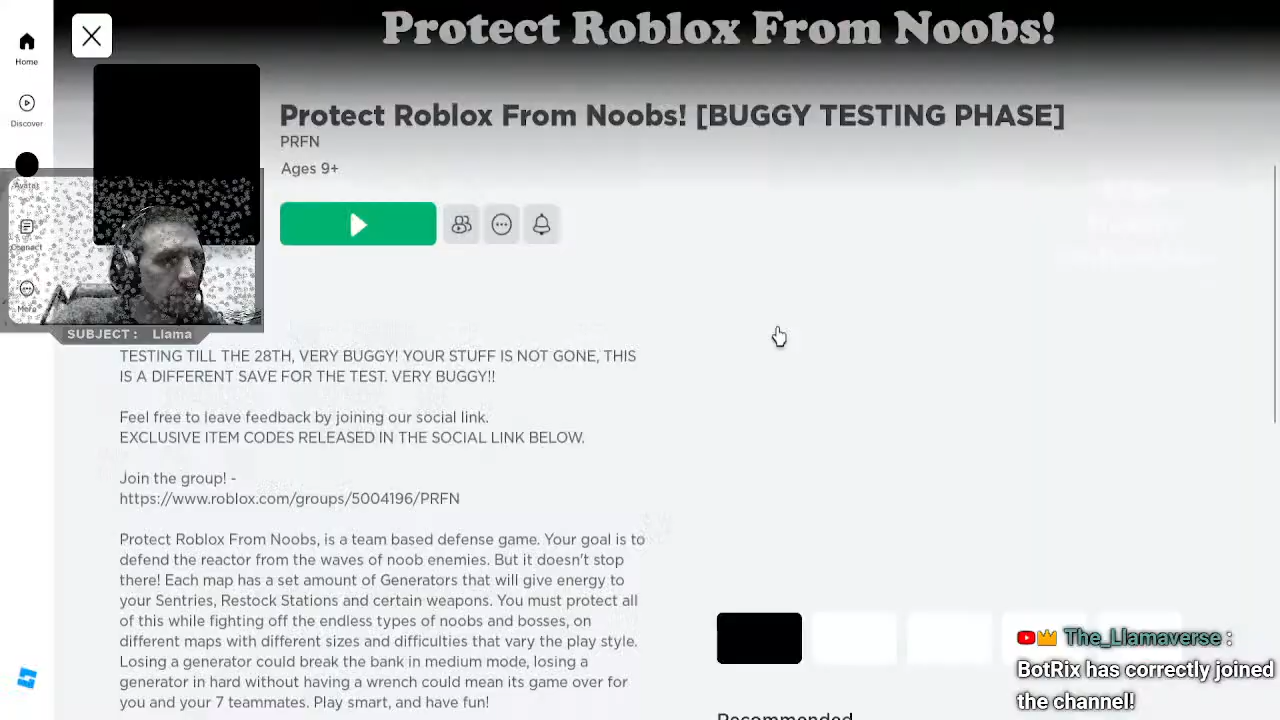 Protect Roblox From Noobs!
Home
Discover
Avatar
Connect
More
SUBJECT: Llama
Protect Roblox From Noobs! [BUGGY TESTING PHASE]
PRFN
Ages 9+
TESTING TILL THE 28TH, VERY BUGGY! YOUR STUFF IS NOT GONE, THIS
IS A DIFFERENT SAVE FOR THE TEST. VERY BUGGY!!
Feel free to leave feedback by joining our social link.
EXCLUSIVE ITEM CODES RELEASED IN THE SOCIAL LINK BELOW.
Join the group! -
https://www.roblox.com/groups/5004196/PRFN
Protect Roblox From Noobs, is a team based defense game. Your goal is to
defend the reactor from the waves of noob enemies. But it doesn't stop
there! Each map has a set amount of Generators that will give energy to
your Sentries, Restock Stations and certain weapons. You must protect all
of this while fighting off the endless types of noobs and bosses, on
different maps with different sizes and difficulties that vary the play style.
Losing a generator could break the bank in medium mode, losing a
generator in hard without having a wrench could mean its game over for
you and your 7 teammates. Play smart, and have fun!
The_Llamaverse :
BotRix has correctly joined
the channel!
Recommended